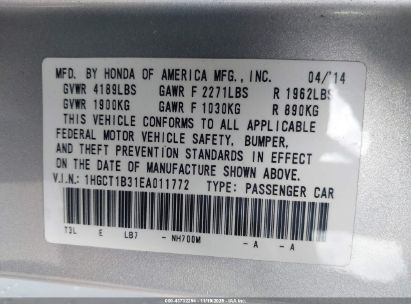 MFD. BY HONDA OF AMERICA MFG., INC. 04/14
GVWR 4189LBS GAWR F 2271LBS R 1962LBS
GVWR 1900KG GAWR F 1030KG R 890KG
THIS VEHICLE CONFORMS TO ALL APPLICABLE
FEDERAL MOTOR VEHICLE SAFETY, BUMPER,
AND THEFT PREVENTION STANDARDS IN EFFECT
ON THE DATE OF MANUFACTURE SHOWN ABOVE.
V.I.N.: 1HGCT1B31EA011772 TYPE: PASSENGER CAR
T3L E LB7 - NH700M - A - A